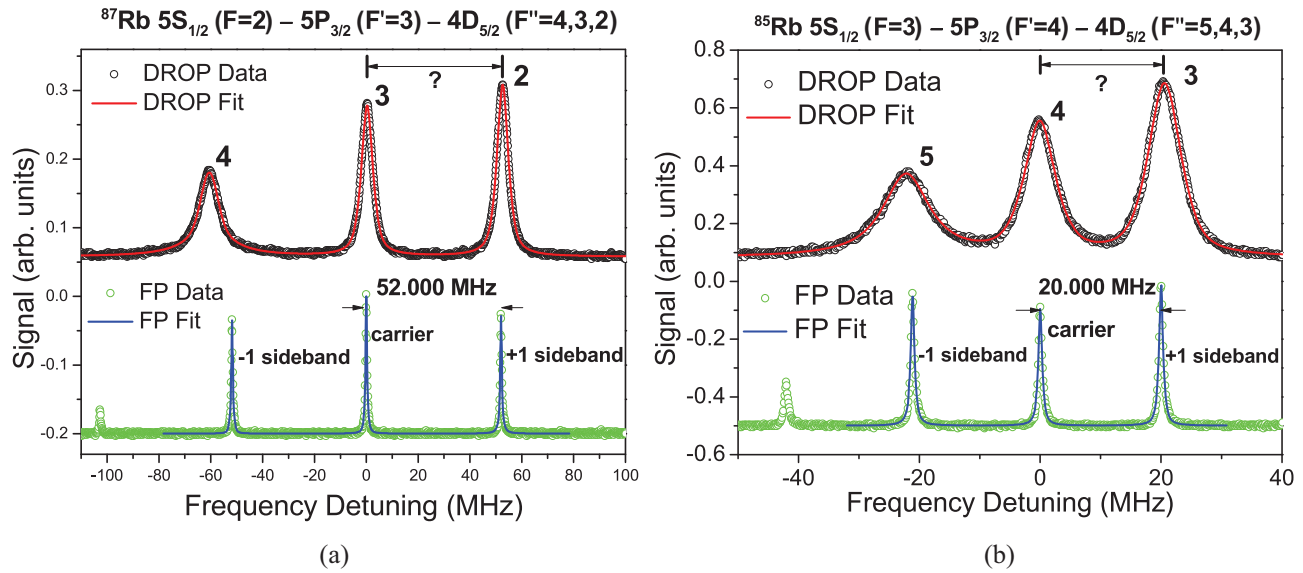 ⁸⁷Rb 5S₁/₂ (F=2) – 5P₃/₂ (F'=3) – 4D₅/₂ (F''=4,3,2)
DROP Data
DROP Fit
?
4
3
2
0.3
0.2
0.1
0.0
-0.1
-0.2
Signal (arb. units)
FP Data
FP Fit
52.000 MHz
carrier
-1 sideband
+1 sideband
-100 -80 -60 -40 -20 0 20 40 60 80 100
Frequency Detuning (MHz)
(a)
⁸⁵Rb 5S₁/₂ (F=3) – 5P₃/₂ (F'=4) – 4D₅/₂ (F''=5,4,3)
DROP Data
DROP Fit
?
5
4
3
0.8
0.6
0.4
0.2
0.0
-0.2
-0.4
-0.6
Signal (arb. units)
FP Data
FP Fit
20.000 MHz
carrier
-1 sideband
+1 sideband
-40 -20 0 20 40
Frequency Detuning (MHz)
(b)